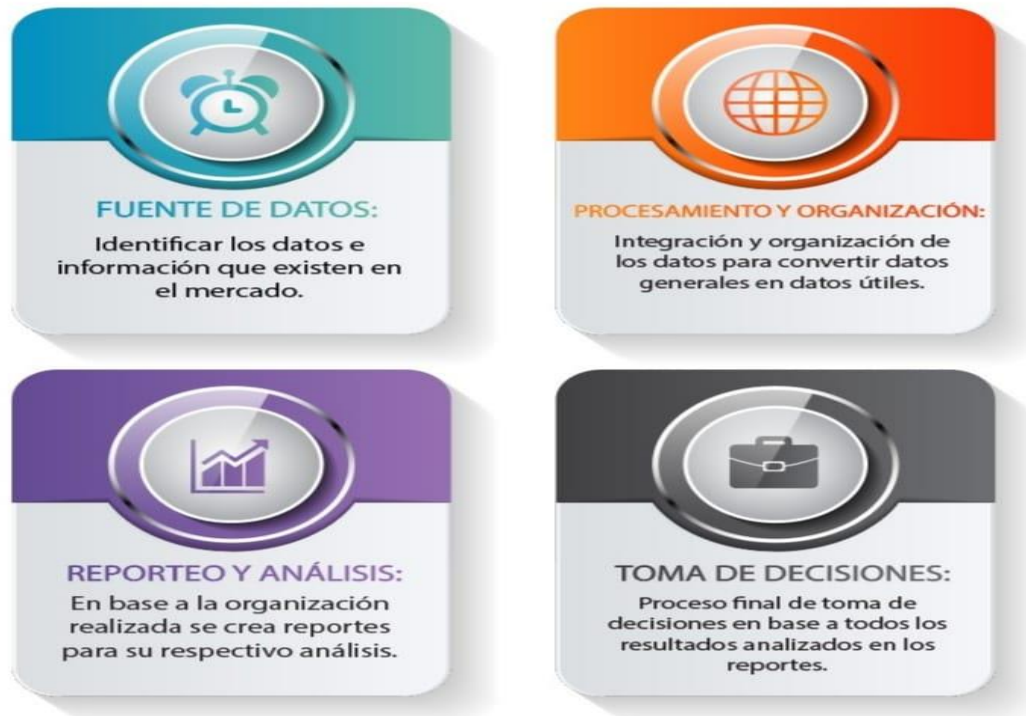 FUENTE DE DATOS:
Identificar los datos e
información que existen en
el mercado.
PROCESAMIENTO Y ORGANIZACIÓN:
Integración y organización de
los datos para convertir datos
generales en datos útiles.
REPORTEO Y ANÁLISIS:
En base a la organización
realizada se crea reportes
para su respectivo análisis.
TOMA DE DECISIONES:
Proceso final de toma de
decisiones en base a todos los
resultados analizados en los
reportes.